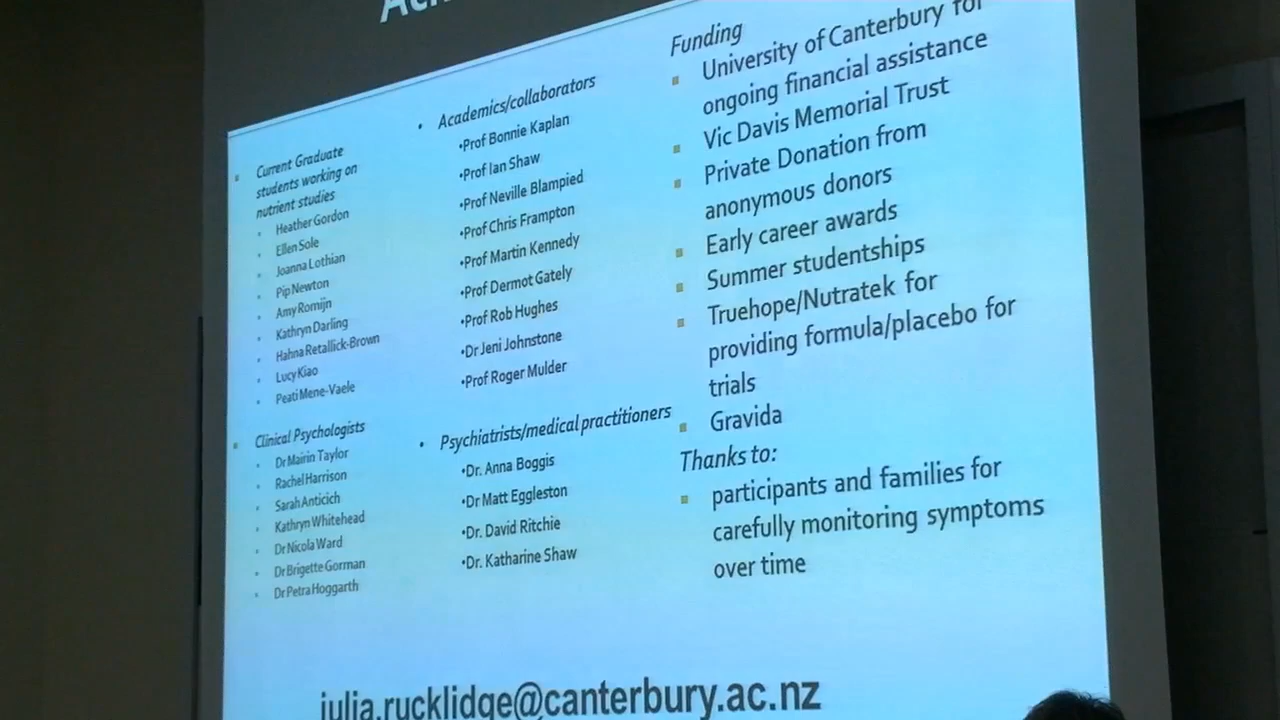 Current Graduate
students working on
nutrient studies
Heather Gordon
Ellen Sole
Joanna Lothian
Pip Newton
Amy Romijn
Kathryn Darling
Hahna Retallick-Brown
Lucy Kiao
Peati Mene-Vaele
Clinical Psychologists
Dr Mairin Taylor
Rachel Harrison
Sarah Anticich
Kathryn Whitehead
Dr Nicola Ward
Dr Brigette Gorman
Dr Petra Hoggarth
• Academics/collaborators
•Prof Bonnie Kaplan
•Prof Ian Shaw
•Prof Neville Blampied
•Prof Chris Frampton
•Prof Martin Kennedy
•Prof Dermot Gately
•Prof Rob Hughes
•Dr Jeni Johnstone
•Prof Roger Mulder
• Psychiatrists/medical practitioners
•Dr. Anna Boggis
•Dr Matt Eggleston
•Dr. David Ritchie
•Dr. Katharine Shaw
Funding
University of Canterbury for
ongoing financial assistance
Vic Davis Memorial Trust
Private Donation from
anonymous donors
Early career awards
Summer studentships
Truehope/Nutratek for
providing formula/placebo for
trials
Gravida
Thanks to:
participants and families for
carefully monitoring symptoms
over time
julia.rucklidge@canterbury.ac.nz